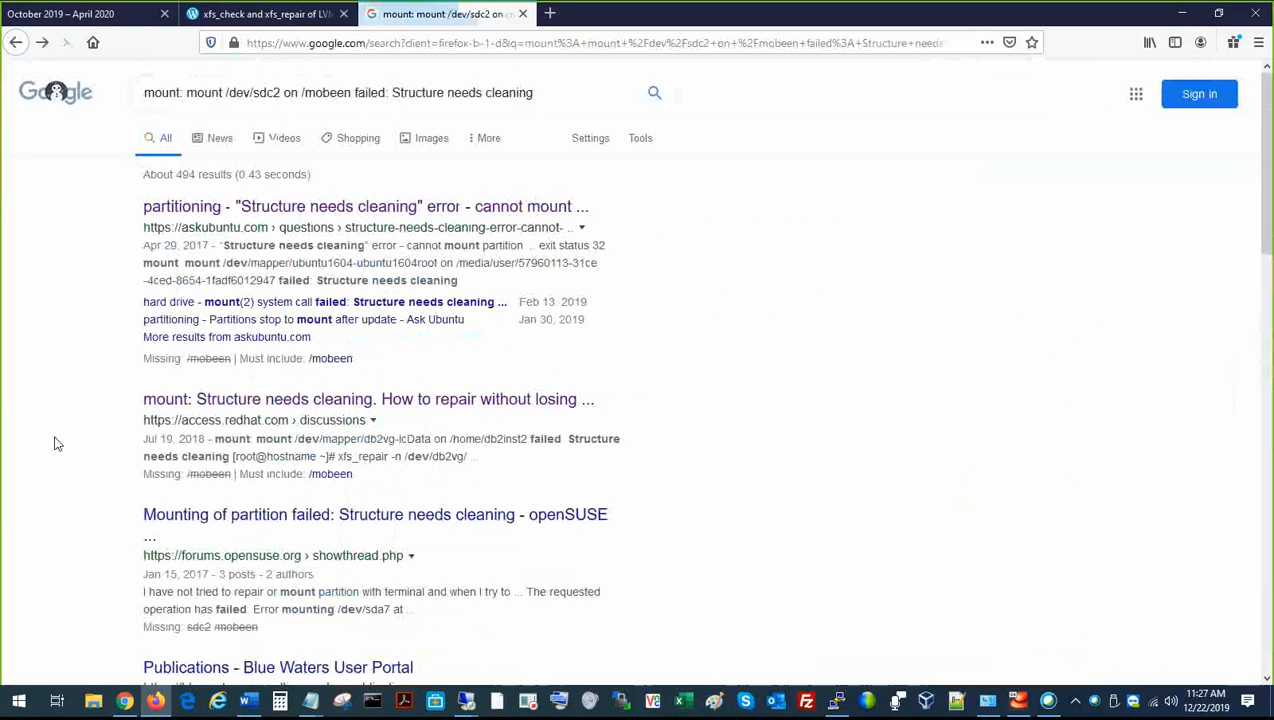 October 2019 – April 2020
xfs_check and xfs_repair of LVM
mount: mount /dev/sdc2 on
https://www.google.com/search?client=firefox-b-1-d&q=mount%3A+mount+%2Fdev%2Fsdc2+on+%2Fmobeen+failed%3A+Structure+needs
Google
mount: mount /dev/sdc2 on /mobeen failed: Structure needs cleaning
Sign in
All
News
Videos
Shopping
Images
More
Settings
Tools
About 494 results (0.43 seconds)
partitioning - "Structure needs cleaning" error - cannot mount ...
https://askubuntu.com › questions › structure-needs-cleaning-error-cannot-
Apr 29, 2017 - "Structure needs cleaning" error - cannot mount partition .. exit status 32
mount mount /dev/mapper/ubuntu1604-ubuntu1604root on /media/user/57960113-31ce
-4ced-8654-1fadf6012947 failed: Structure needs cleaning
hard drive - mount(2) system call failed: Structure needs cleaning ... Feb 13, 2019
partitioning - Partitions stop to mount after update - Ask Ubuntu Jan 30, 2019
More results from askubuntu.com
Missing: /mobeen | Must include: /mobeen
mount: Structure needs cleaning. How to repair without losing ...
https://access.redhat.com › discussions
Jul 19, 2018 - mount: mount /dev/mapper/db2vg-lcData on /home/db2inst2 failed Structure
needs cleaning [root@hostname ~]# xfs_repair -n /dev/db2vg/ ...
Missing: /mobeen | Must include: /mobeen
Mounting of partition failed: Structure needs cleaning - openSUSE
...
https://forums.opensuse.org › showthread.php
Jan 15, 2017 - 3 posts - 2 authors
I have not tried to repair or mount partition with terminal and when I try to ... The requested
operation has failed: Error mounting /dev/sda7 at ...
Missing: sdc2 /mobeen
Publications - Blue Waters User Portal
11:27 AM
12/22/2019